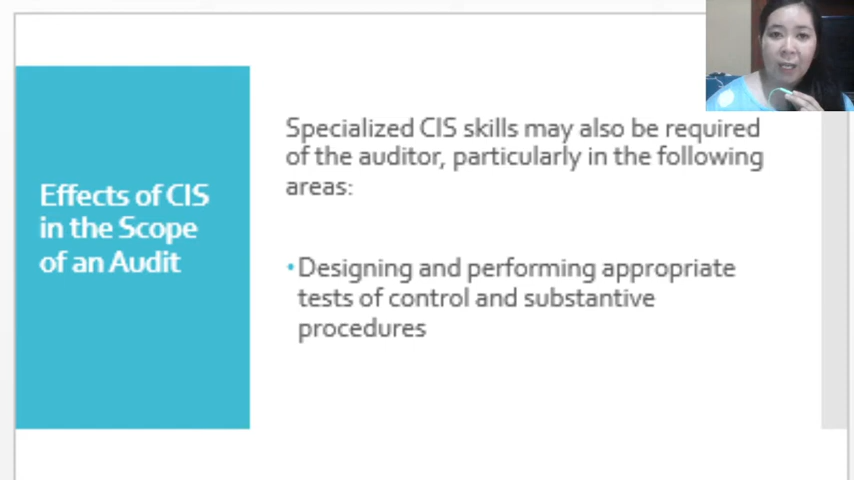 Effects of CIS
in the Scope
of an Audit
Specialized CIS skills may also be required
of the auditor, particularly in the following
areas:
•Designing and performing appropriate
tests of control and substantive
procedures